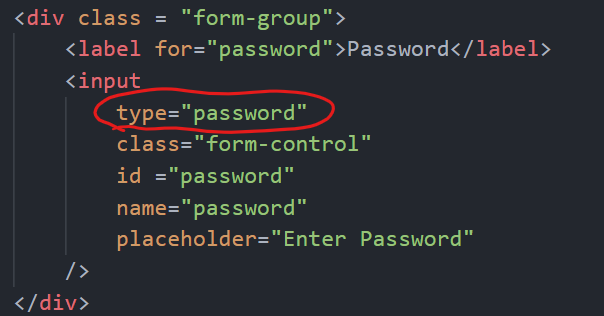 <div class = "form-group">
    <label for="password">Password</label>
    <input
        type="password"
        class="form-control"
        id ="password"
        name="password"
        placeholder="Enter Password"
    />
</div>